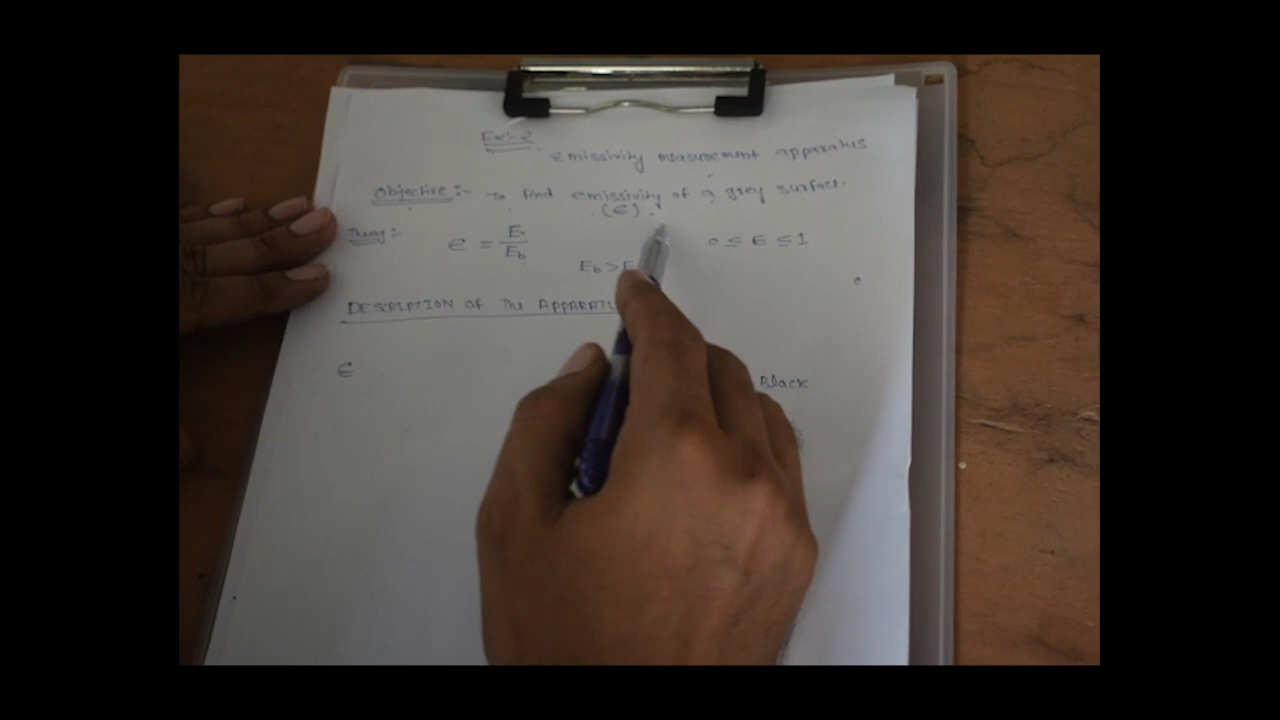 Ex:-2
Emissivity measurement apparatus
Objective:- To find emissivity of a grey surface.
(ϵ).
Theory:- ϵ = E/E_b 0 ≤ ϵ ≤ 1
E_b > E
DESCRIPTION OF The APPARATU
ϵ
Black